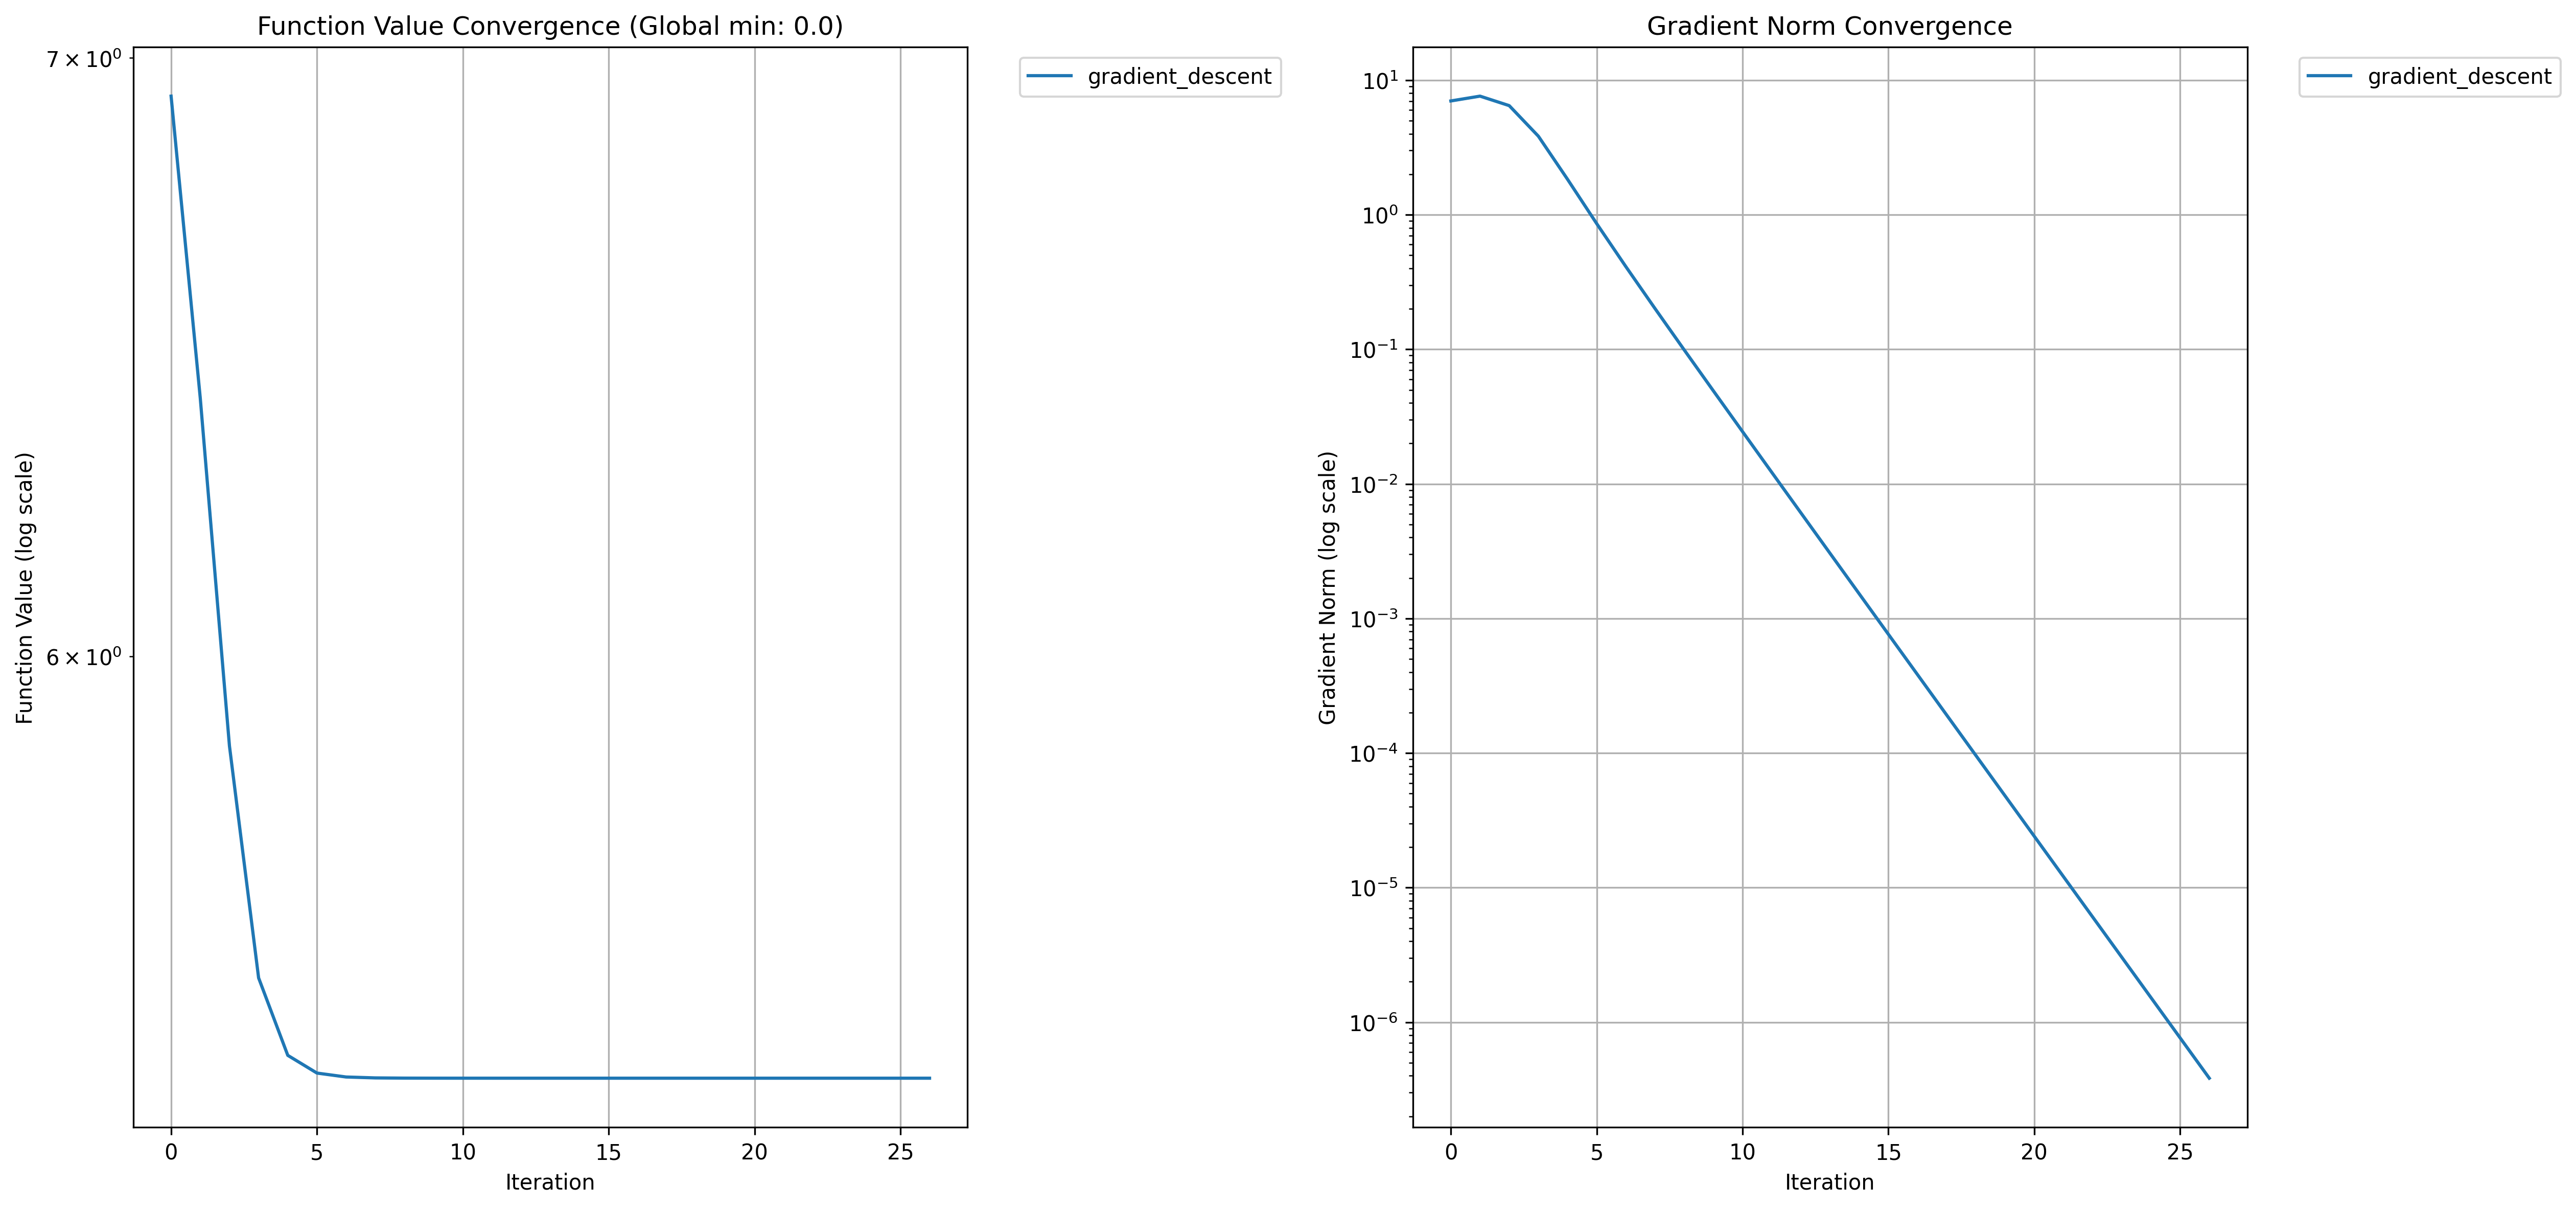 Function Value Convergence (Global min: 0.0)
7 × 10⁰
6 × 10⁰
Function Value (log scale)
0 5 10 15 20 25
Iteration
gradient_descent
Gradient Norm Convergence
10¹
10⁰
10⁻¹
10⁻²
10⁻³
10⁻⁴
10⁻⁵
10⁻⁶
Gradient Norm (log scale)
0 5 10 15 20 25
Iteration
gradient_descent